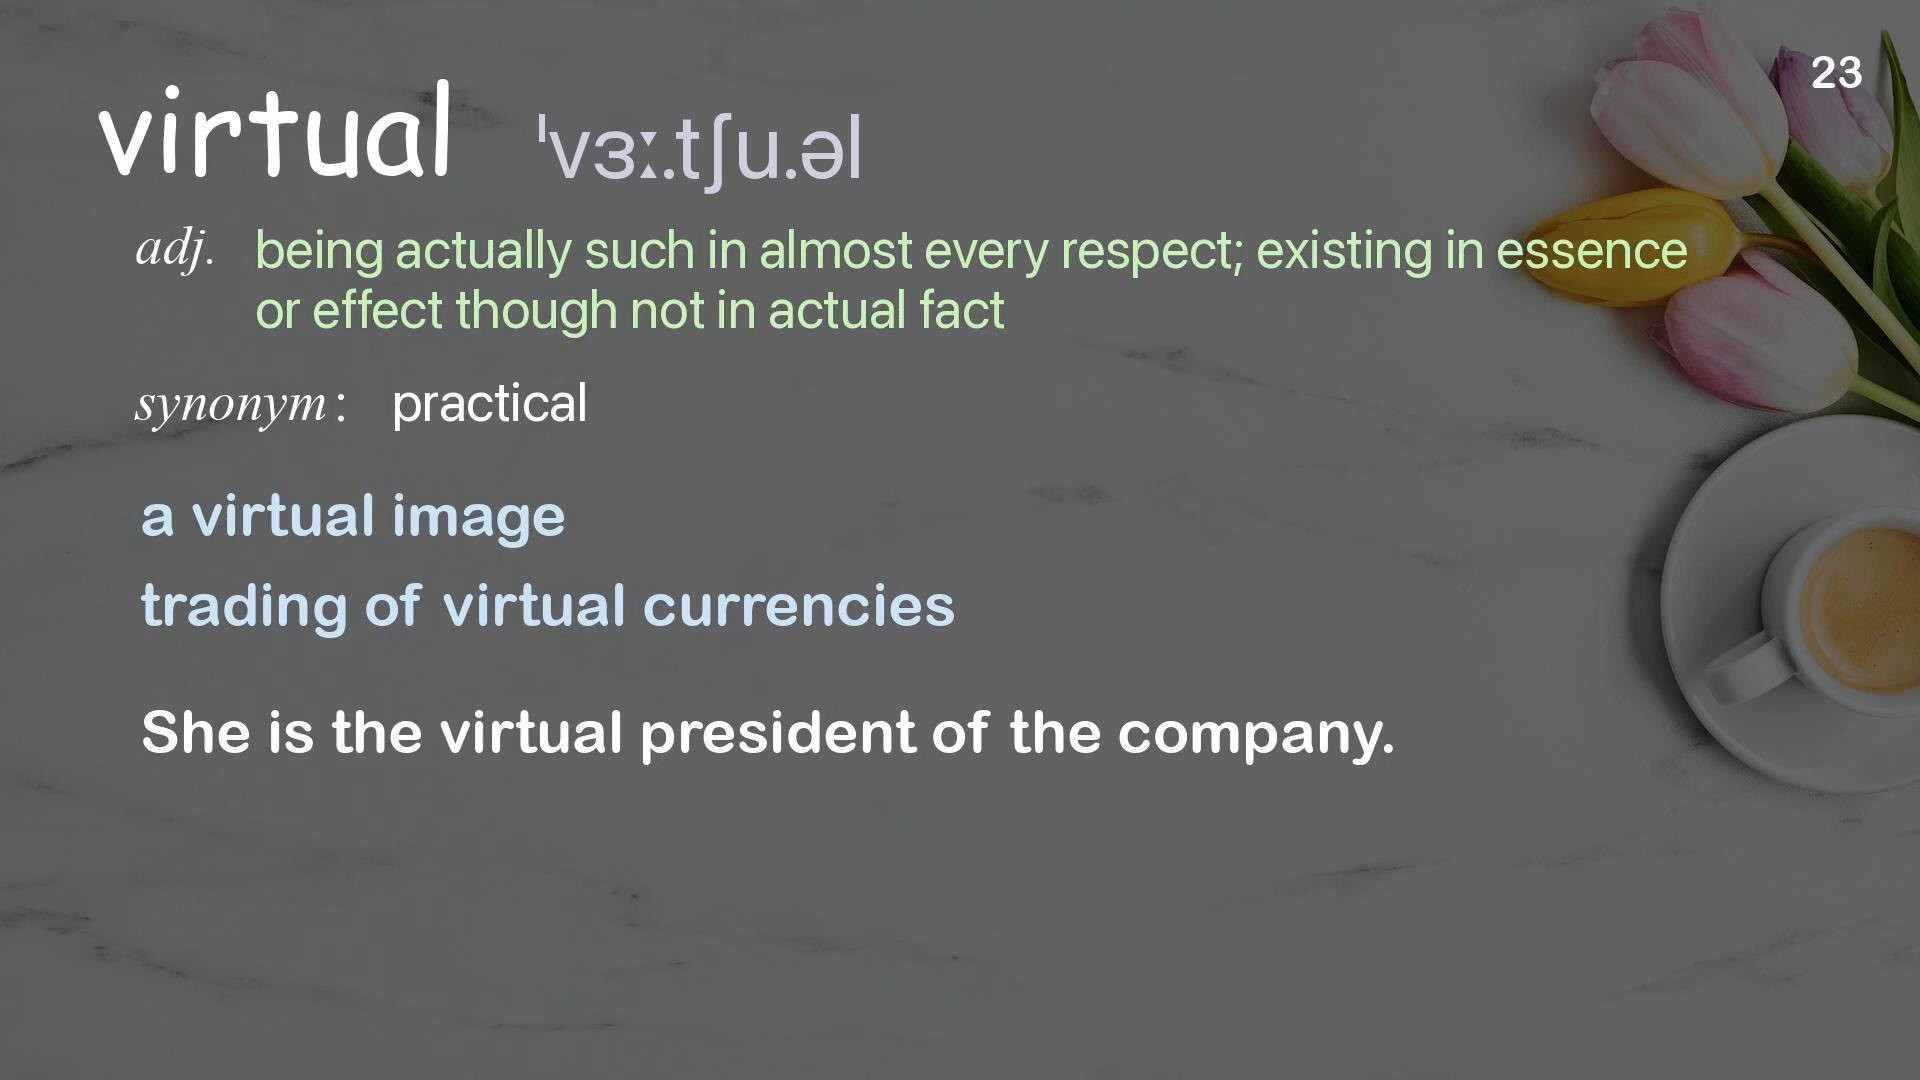 23
virtual ˈvɜː.tʃu.əl
adj. being actually such in almost every respect; existing in essence
or effect though not in actual fact
synonym: practical
a virtual image
trading of virtual currencies
She is the virtual president of the company.